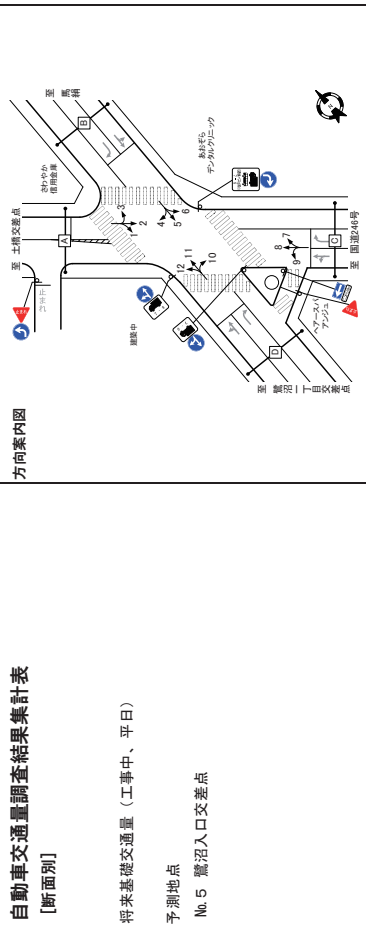 自動車交通量調査結果集計表
[断面別]
将来基礎交通量（工事中、平日）
予測地点
No.5 鷺沼入口交差点
方向案内図
至 土橋交差点
至 馬絹
さわやか
信用金庫
あおぞら
デンタルクリニック
建築中
ヘアースパ
アンジュ
至 国道246号
至 鷺沼一丁目交差点
止まれ
A
B
C
D
1
2
3
4
5
6
7
8
9
10
11
12